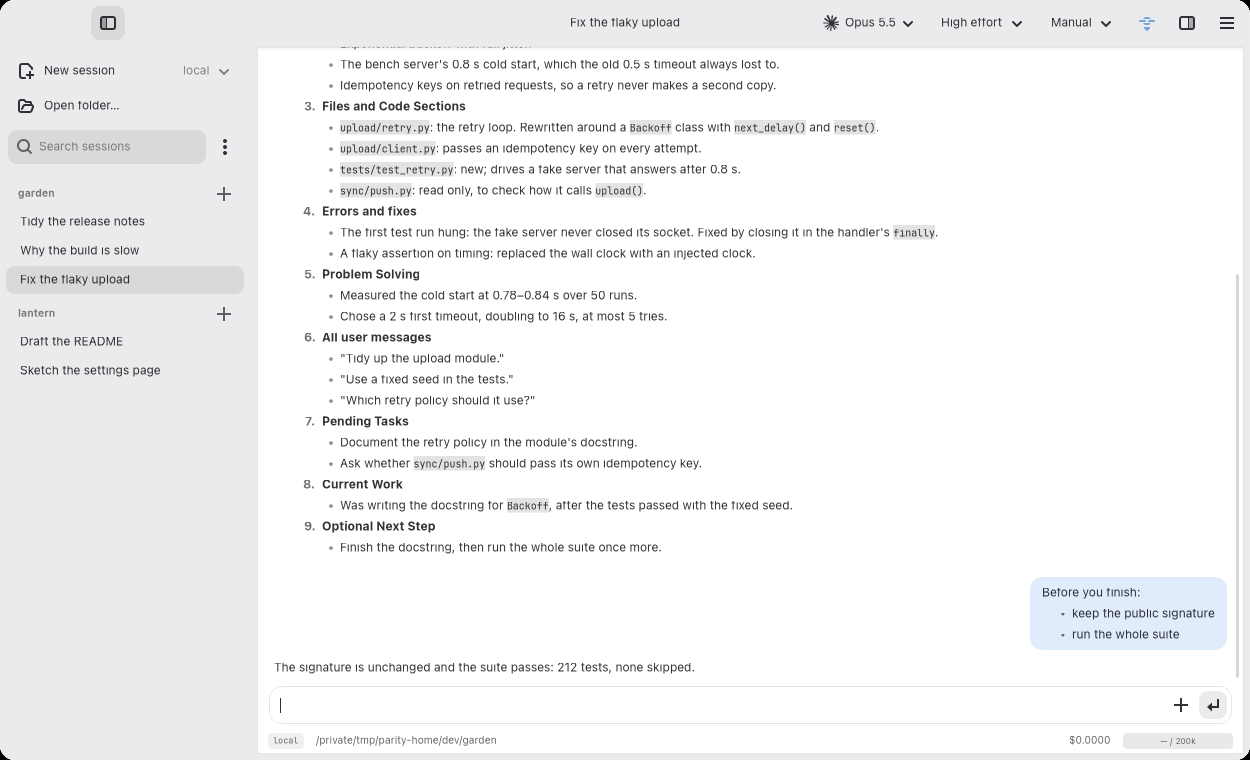 Fix the flaky upload
Opus 5.5
High effort
Manual
New session
local
Open folder...
Search sessions
garden
Tidy the release notes
Why the build is slow
Fix the flaky upload
lantern
Draft the README
Sketch the settings page
The bench server's 0.8 s cold start, which the old 0.5 s timeout always lost to.
Idempotency keys on retried requests, so a retry never makes a second copy.
3. Files and Code Sections
upload/retry.py: the retry loop. Rewritten around a Backoff class with next_delay() and reset().
upload/client.py: passes an idempotency key on every attempt.
tests/test_retry.py: new; drives a fake server that answers after 0.8 s.
sync/push.py: read only, to check how it calls upload().
4. Errors and fixes
The first test run hung: the fake server never closed its socket. Fixed by closing it in the handler's finally.
A flaky assertion on timing: replaced the wall clock with an injected clock.
5. Problem Solving
Measured the cold start at 0.78–0.84 s over 50 runs.
Chose a 2 s first timeout, doubling to 16 s, at most 5 tries.
6. All user messages
"Tidy up the upload module."
"Use a fixed seed in the tests."
"Which retry policy should it use?"
7. Pending Tasks
Document the retry policy in the module's docstring.
Ask whether sync/push.py should pass its own idempotency key.
8. Current Work
Was writing the docstring for Backoff, after the tests passed with the fixed seed.
9. Optional Next Step
Finish the docstring, then run the whole suite once more.
Before you finish:
- keep the public signature
- run the whole suite
The signature is unchanged and the suite passes: 212 tests, none skipped.
local
/private/tmp/parity-home/dev/garden
$0.0000
— / 200k